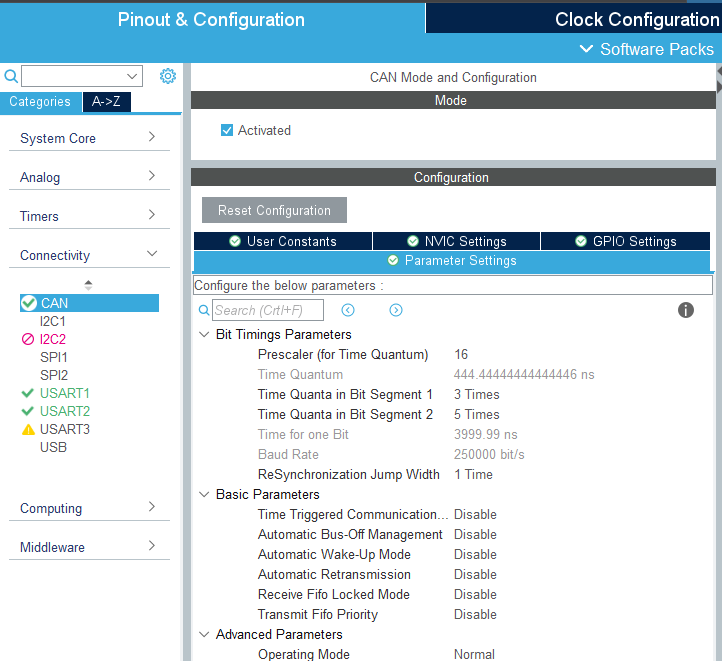 Pinout & Configuration
Clock Configuration
Software Packs
Categories
A->Z
System Core
Analog
Timers
Connectivity
CAN
I2C1
I2C2
SPI1
SPI2
USART1
USART2
USART3
USB
Computing
Middleware
CAN Mode and Configuration
Mode
Activated
Configuration
Reset Configuration
User Constants
NVIC Settings
GPIO Settings
Parameter Settings
Configure the below parameters :
Search (Crtl+F)
Bit Timings Parameters
Prescaler (for Time Quantum) 16
Time Quantum 444.44444444444446 ns
Time Quanta in Bit Segment 1 3 Times
Time Quanta in Bit Segment 2 5 Times
Time for one Bit 3999.99 ns
Baud Rate 250000 bit/s
ReSynchronization Jump Width 1 Time
Basic Parameters
Time Triggered Communication... Disable
Automatic Bus-Off Management Disable
Automatic Wake-Up Mode Disable
Automatic Retransmission Disable
Receive Fifo Locked Mode Disable
Transmit Fifo Priority Disable
Advanced Parameters
Operating Mode Normal